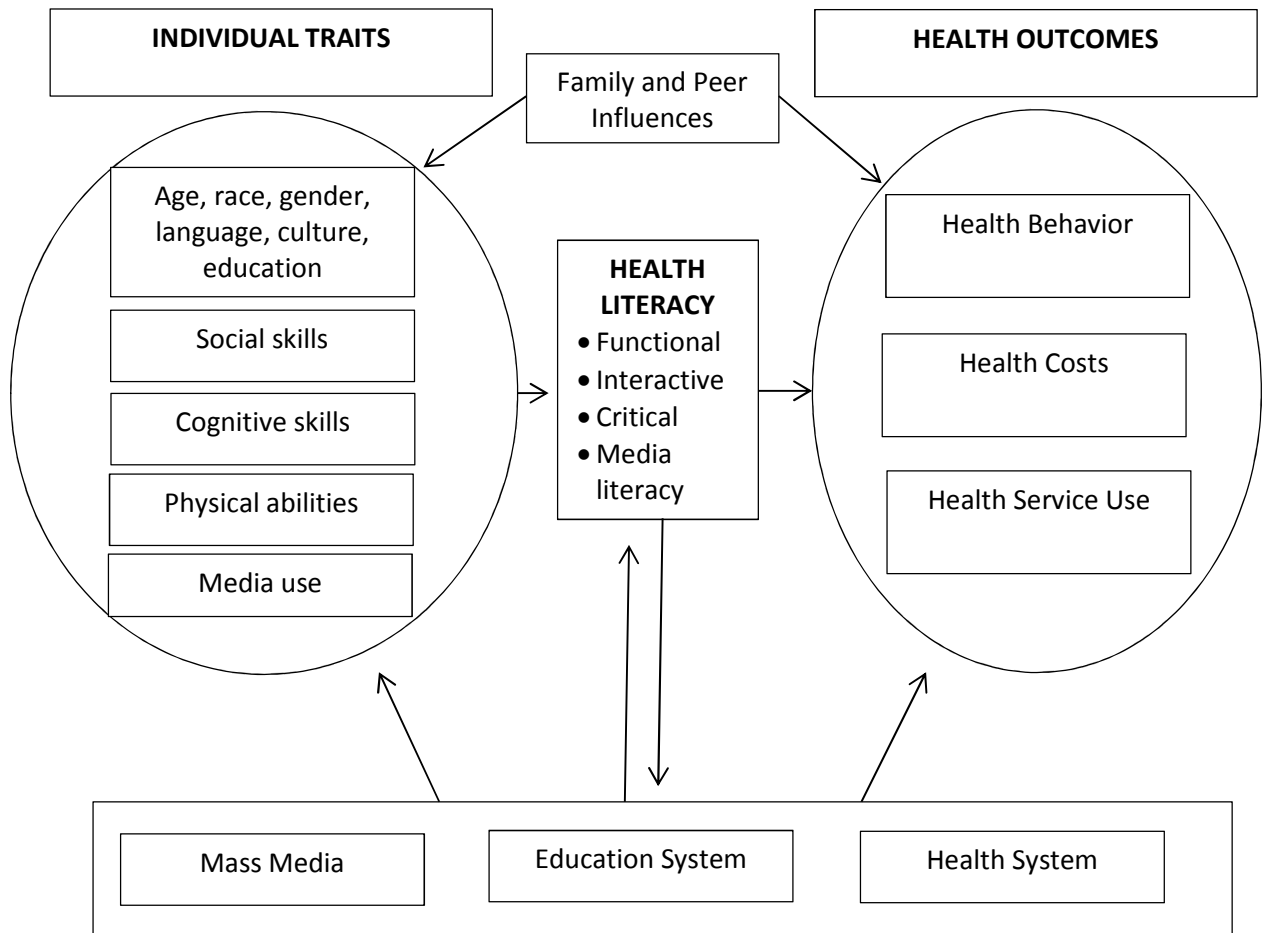 INDIVIDUAL TRAITS
HEALTH OUTCOMES
Family and Peer
Influences
Age, race, gender,
language, culture,
education
Social skills
Cognitive skills
Physical abilities
Media use
HEALTH
LITERACY
• Functional
• Interactive
• Critical
• Media
literacy
Health Behavior
Health Costs
Health Service Use
Mass Media
Education System
Health System